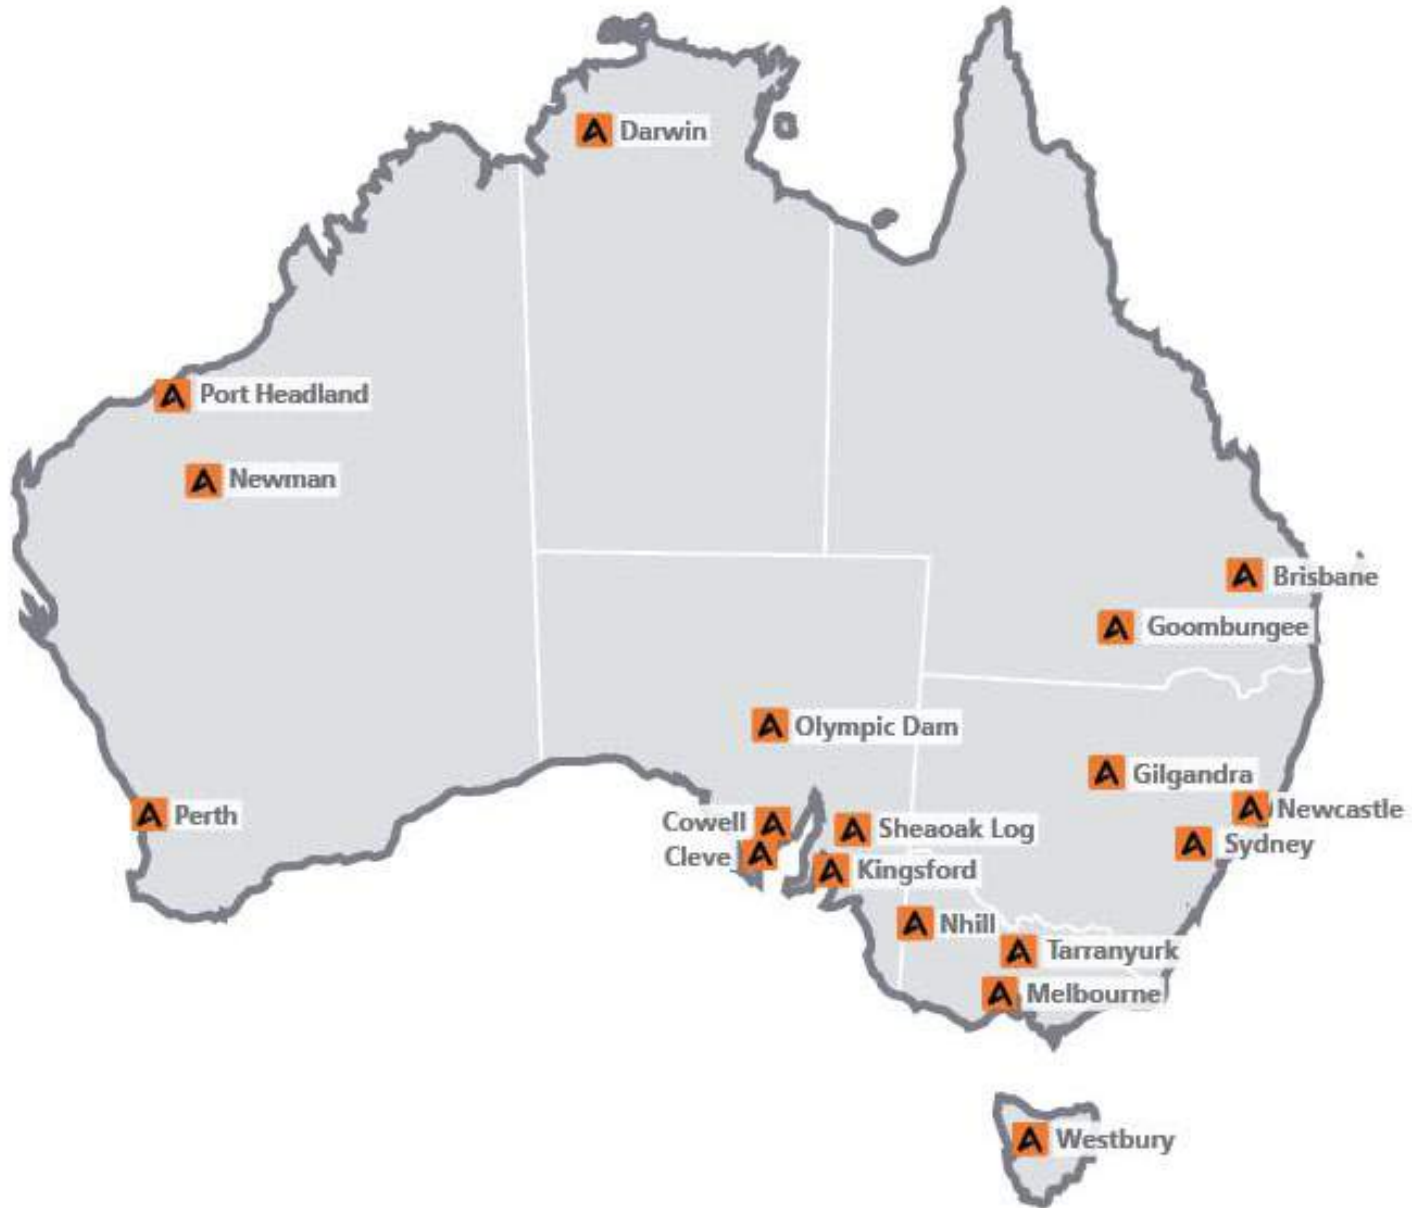 Darwin
Port Headland
Newman
Brisbane
Goombungee
Olympic Dam
Gilgandra
Newcastle
Perth
Cowell
Sheaoak Log
Sydney
Cleve
Kingsford
Nhill
Tarranyurk
Melbourne
Westbury